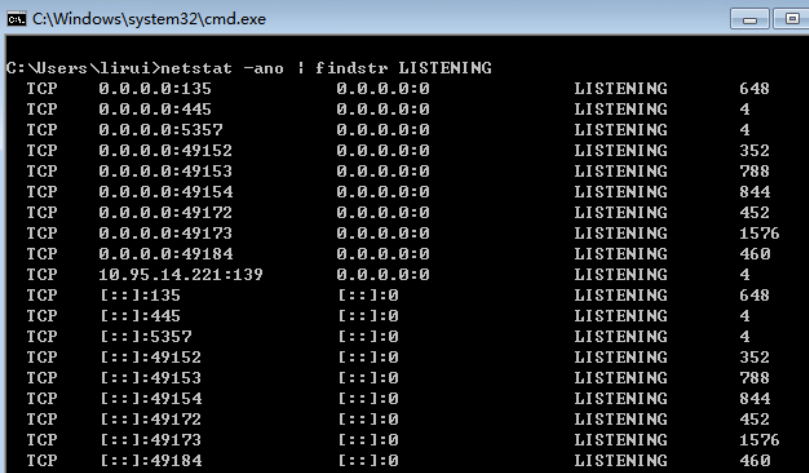 C:\Windows\system32\cmd.exe
C:\Users\lirui>netstat -ano | findstr LISTENING
TCP 0.0.0.0:135 0.0.0.0:0 LISTENING 648
TCP 0.0.0.0:445 0.0.0.0:0 LISTENING 4
TCP 0.0.0.0:5357 0.0.0.0:0 LISTENING 4
TCP 0.0.0.0:49152 0.0.0.0:0 LISTENING 352
TCP 0.0.0.0:49153 0.0.0.0:0 LISTENING 788
TCP 0.0.0.0:49154 0.0.0.0:0 LISTENING 844
TCP 0.0.0.0:49172 0.0.0.0:0 LISTENING 452
TCP 0.0.0.0:49173 0.0.0.0:0 LISTENING 1576
TCP 0.0.0.0:49184 0.0.0.0:0 LISTENING 460
TCP 10.95.14.221:139 0.0.0.0:0 LISTENING 4
TCP [::]:135 [::]:0 LISTENING 648
TCP [::]:445 [::]:0 LISTENING 4
TCP [::]:5357 [::]:0 LISTENING 4
TCP [::]:49152 [::]:0 LISTENING 352
TCP [::]:49153 [::]:0 LISTENING 788
TCP [::]:49154 [::]:0 LISTENING 844
TCP [::]:49172 [::]:0 LISTENING 452
TCP [::]:49173 [::]:0 LISTENING 1576
TCP [::]:49184 [::]:0 LISTENING 460